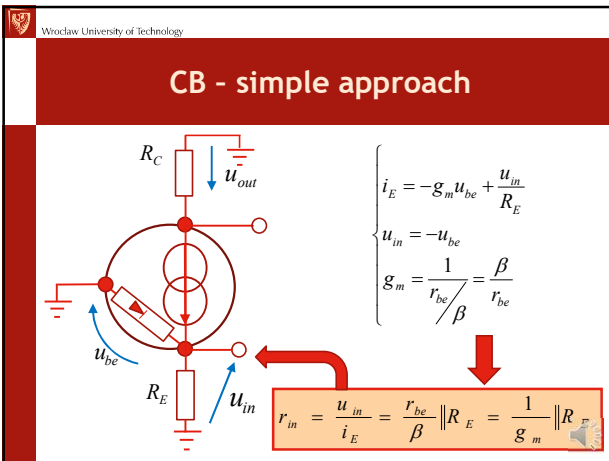 Wroclaw University of Technology
CB - simple approach
R_C
u_out
u_be
R_E
u_in
i_E = -g_m u_be + u_in / R_E
u_in = -u_be
g_m = 1 / (r_be / β) = β / r_be
r_in = u_in / i_E = r_be / β || R_E = 1 / g_m || R